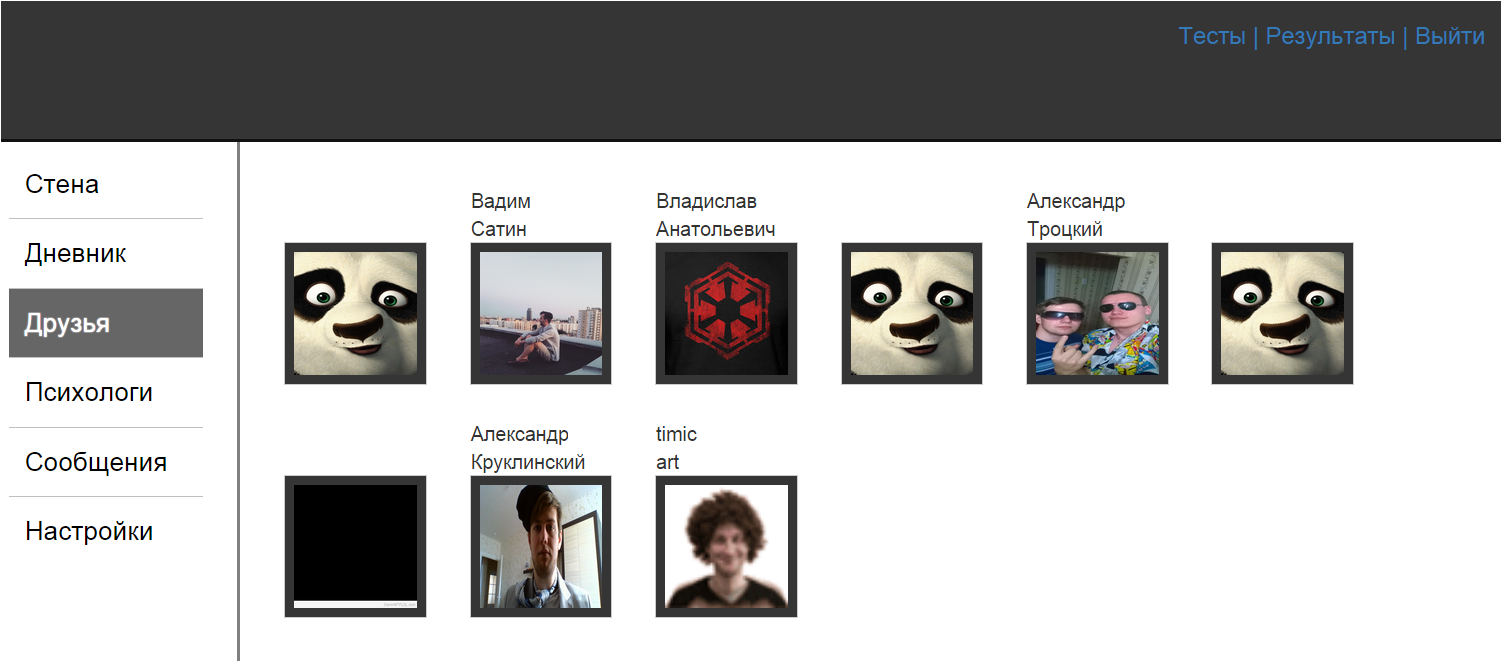 Тесты | Результаты | Выйти
Стена
Дневник
Друзья
Психологи
Сообщения
Настройки
Вадим
Сатин
Владислав
Анатольевич
Александр
Троцкий
Александр
Круклинский
timic
art